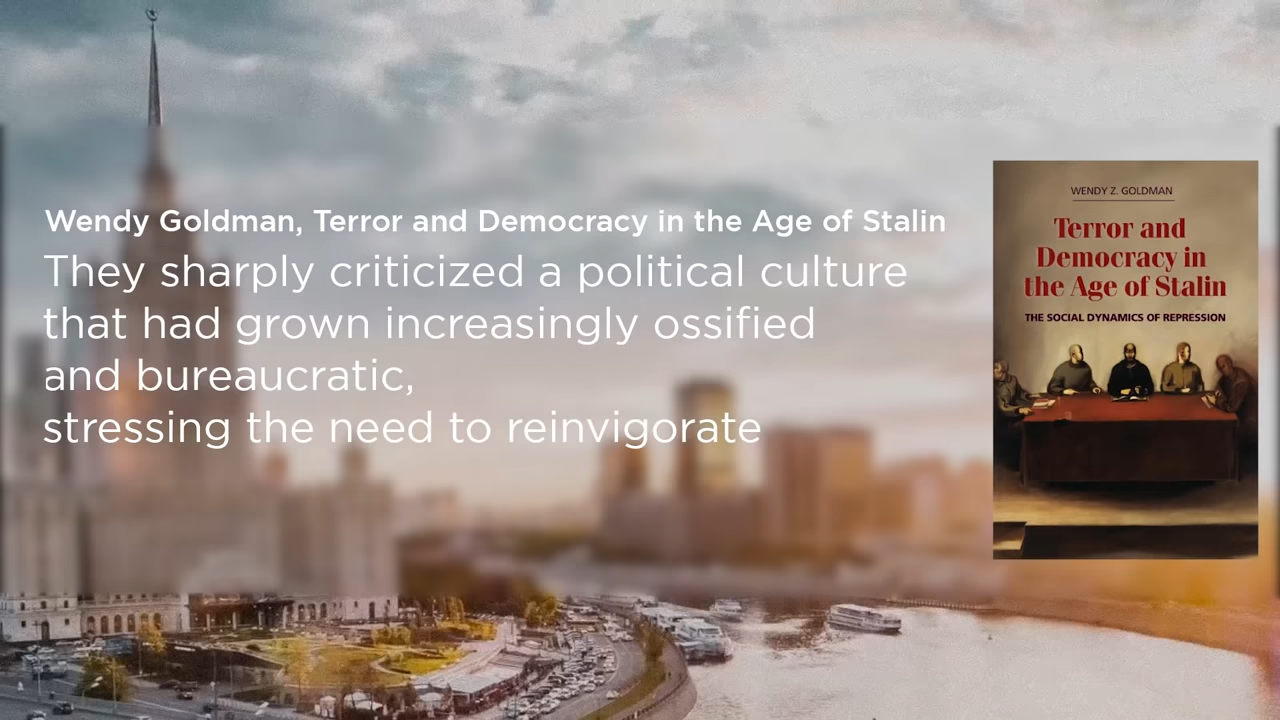 Wendy Goldman, Terror and Democracy in the Age of Stalin
They sharply criticized a political culture
that had grown increasingly ossified
and bureaucratic,
stressing the need to reinvigorate
WENDY Z. GOLDMAN
Terror and
Democracy in
the Age of Stalin
THE SOCIAL DYNAMICS OF REPRESSION